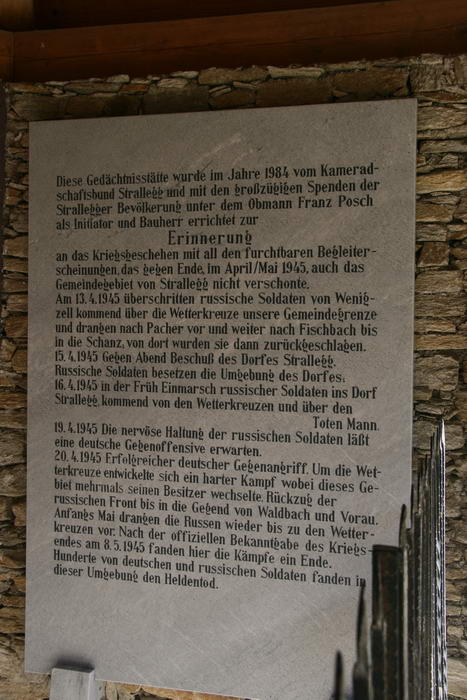 Diese Gedächtnisstätte wurde im Jahre 1984 vom Kamerad-
schaftsbund Strallegg und mit den großzügigen Spenden der
Strallegger Bevölkerung unter dem Obmann Franz Posch
als Initiator und Bauherr errichtet zur
Erinnerung
an das Kriegsgeschehen mit all den furchtbaren Begleiter-
scheinungen, das gegen Ende, im April/Mai 1945, auch das
Gemeindegebiet von Strallegg nicht verschonte.
Am 13.4.1945 überschritten russische Soldaten von Wenig-
zell kommend über die Wetterkreuze unsere Gemeindegrenze
und drangen nach Pacher vor und weiter nach Fischbach bis
in die Schanz, von dort wurden sie dann zurückgeschlagen.
15.4.1945 Gegen Abend Beschuß des Dorfes Strallegg.
Russische Soldaten besetzen die Umgebung des Dorfes.
16.4.1945 in der Früh Einmarsch russischer Soldaten ins Dorf
Strallegg, kommend von den Wetterkreuzen und über den
Toten Mann.
19.4.1945 Die nervöse Haltung der russischen Soldaten läßt
eine deutsche Gegenoffensive erwarten.
20.4.1945 Erfolgreicher deutscher Gegenangriff. Um die Wet-
terkreuze entwickelte sich ein harter Kampf wobei dieses Ge-
biet mehrmals seinen Besitzer wechselte. Rückzug der
russischen Front bis in die Gegend von Waldbach und Vorau.
Anfangs Mai drangen die Russen wieder bis zu den Wetter-
kreuzen vor. Nach der offiziellen Bekanntgabe des Kriegs-
endes am 8.5.1945 fanden hier die Kämpfe ein Ende.
Hunderte von deutschen und russischen Soldaten fanden in
dieser Umgebung den Heldentod.